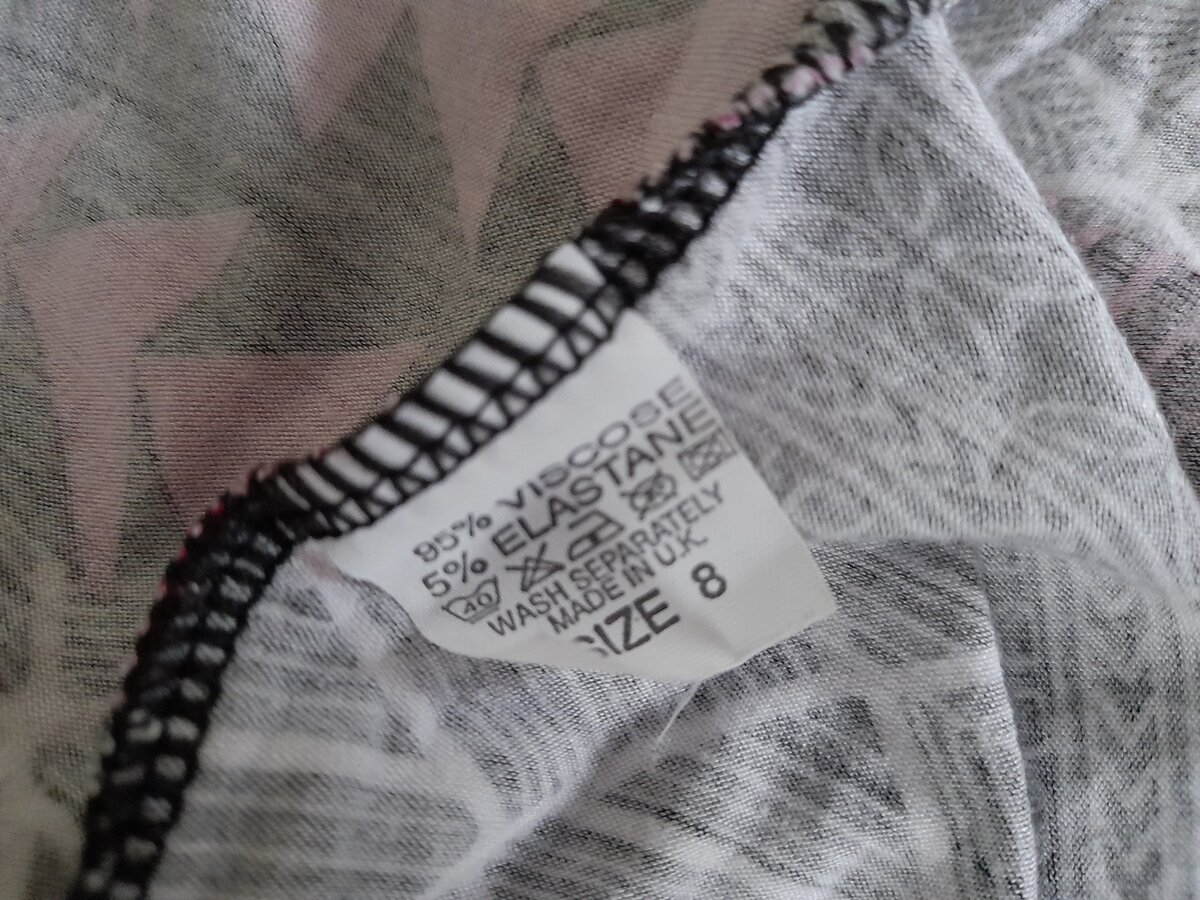 95% VISCOSE
5% ELASTANE
40
WASH SEPARATELY
MADE IN U.K.
SIZE 8